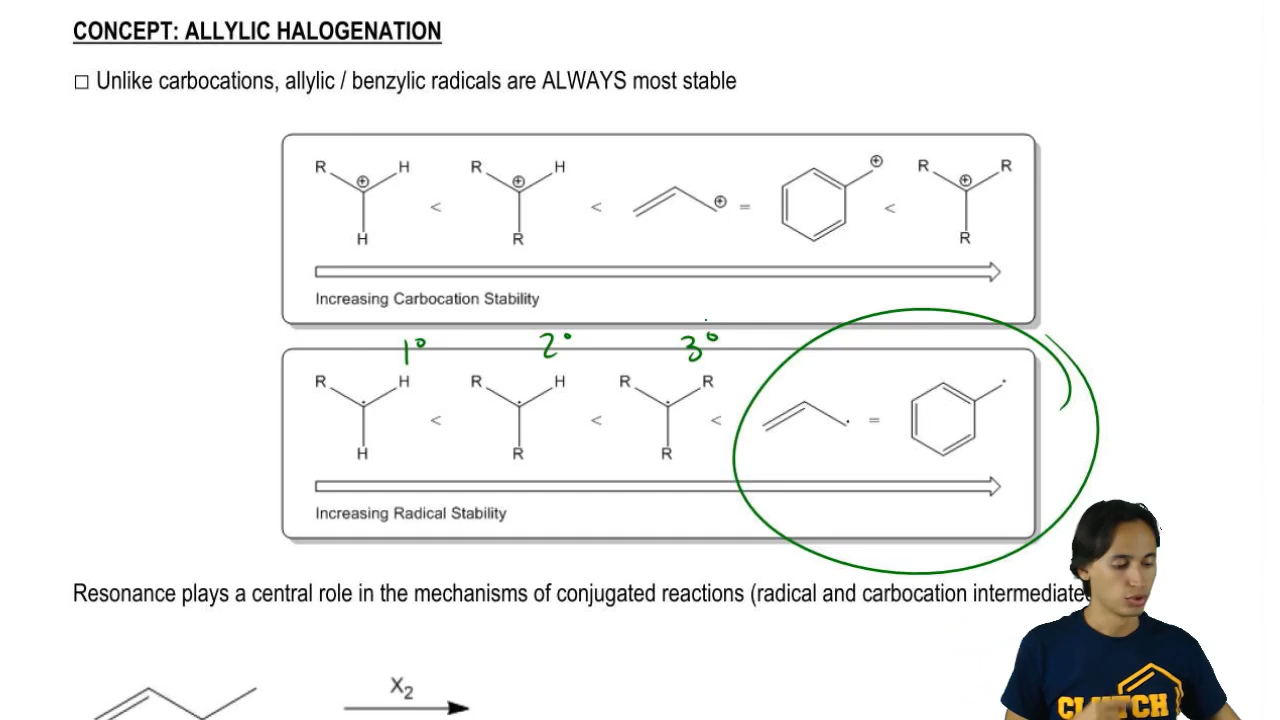 CONCEPT: ALLYLIC HALOGENATION
□ Unlike carbocations, allylic / benzylic radicals are ALWAYS most stable
R H R H R R
⊕ ⊕ ⊕ ⊕ ⊕
< < = <
H R R
Increasing Carbocation Stability
1° 2° 3°
R H R H R R
< < < =
H R R
Increasing Radical Stability
Resonance plays a central role in the mechanisms of conjugated reactions (radical and carbocation intermediate
X₂
CLUTCH